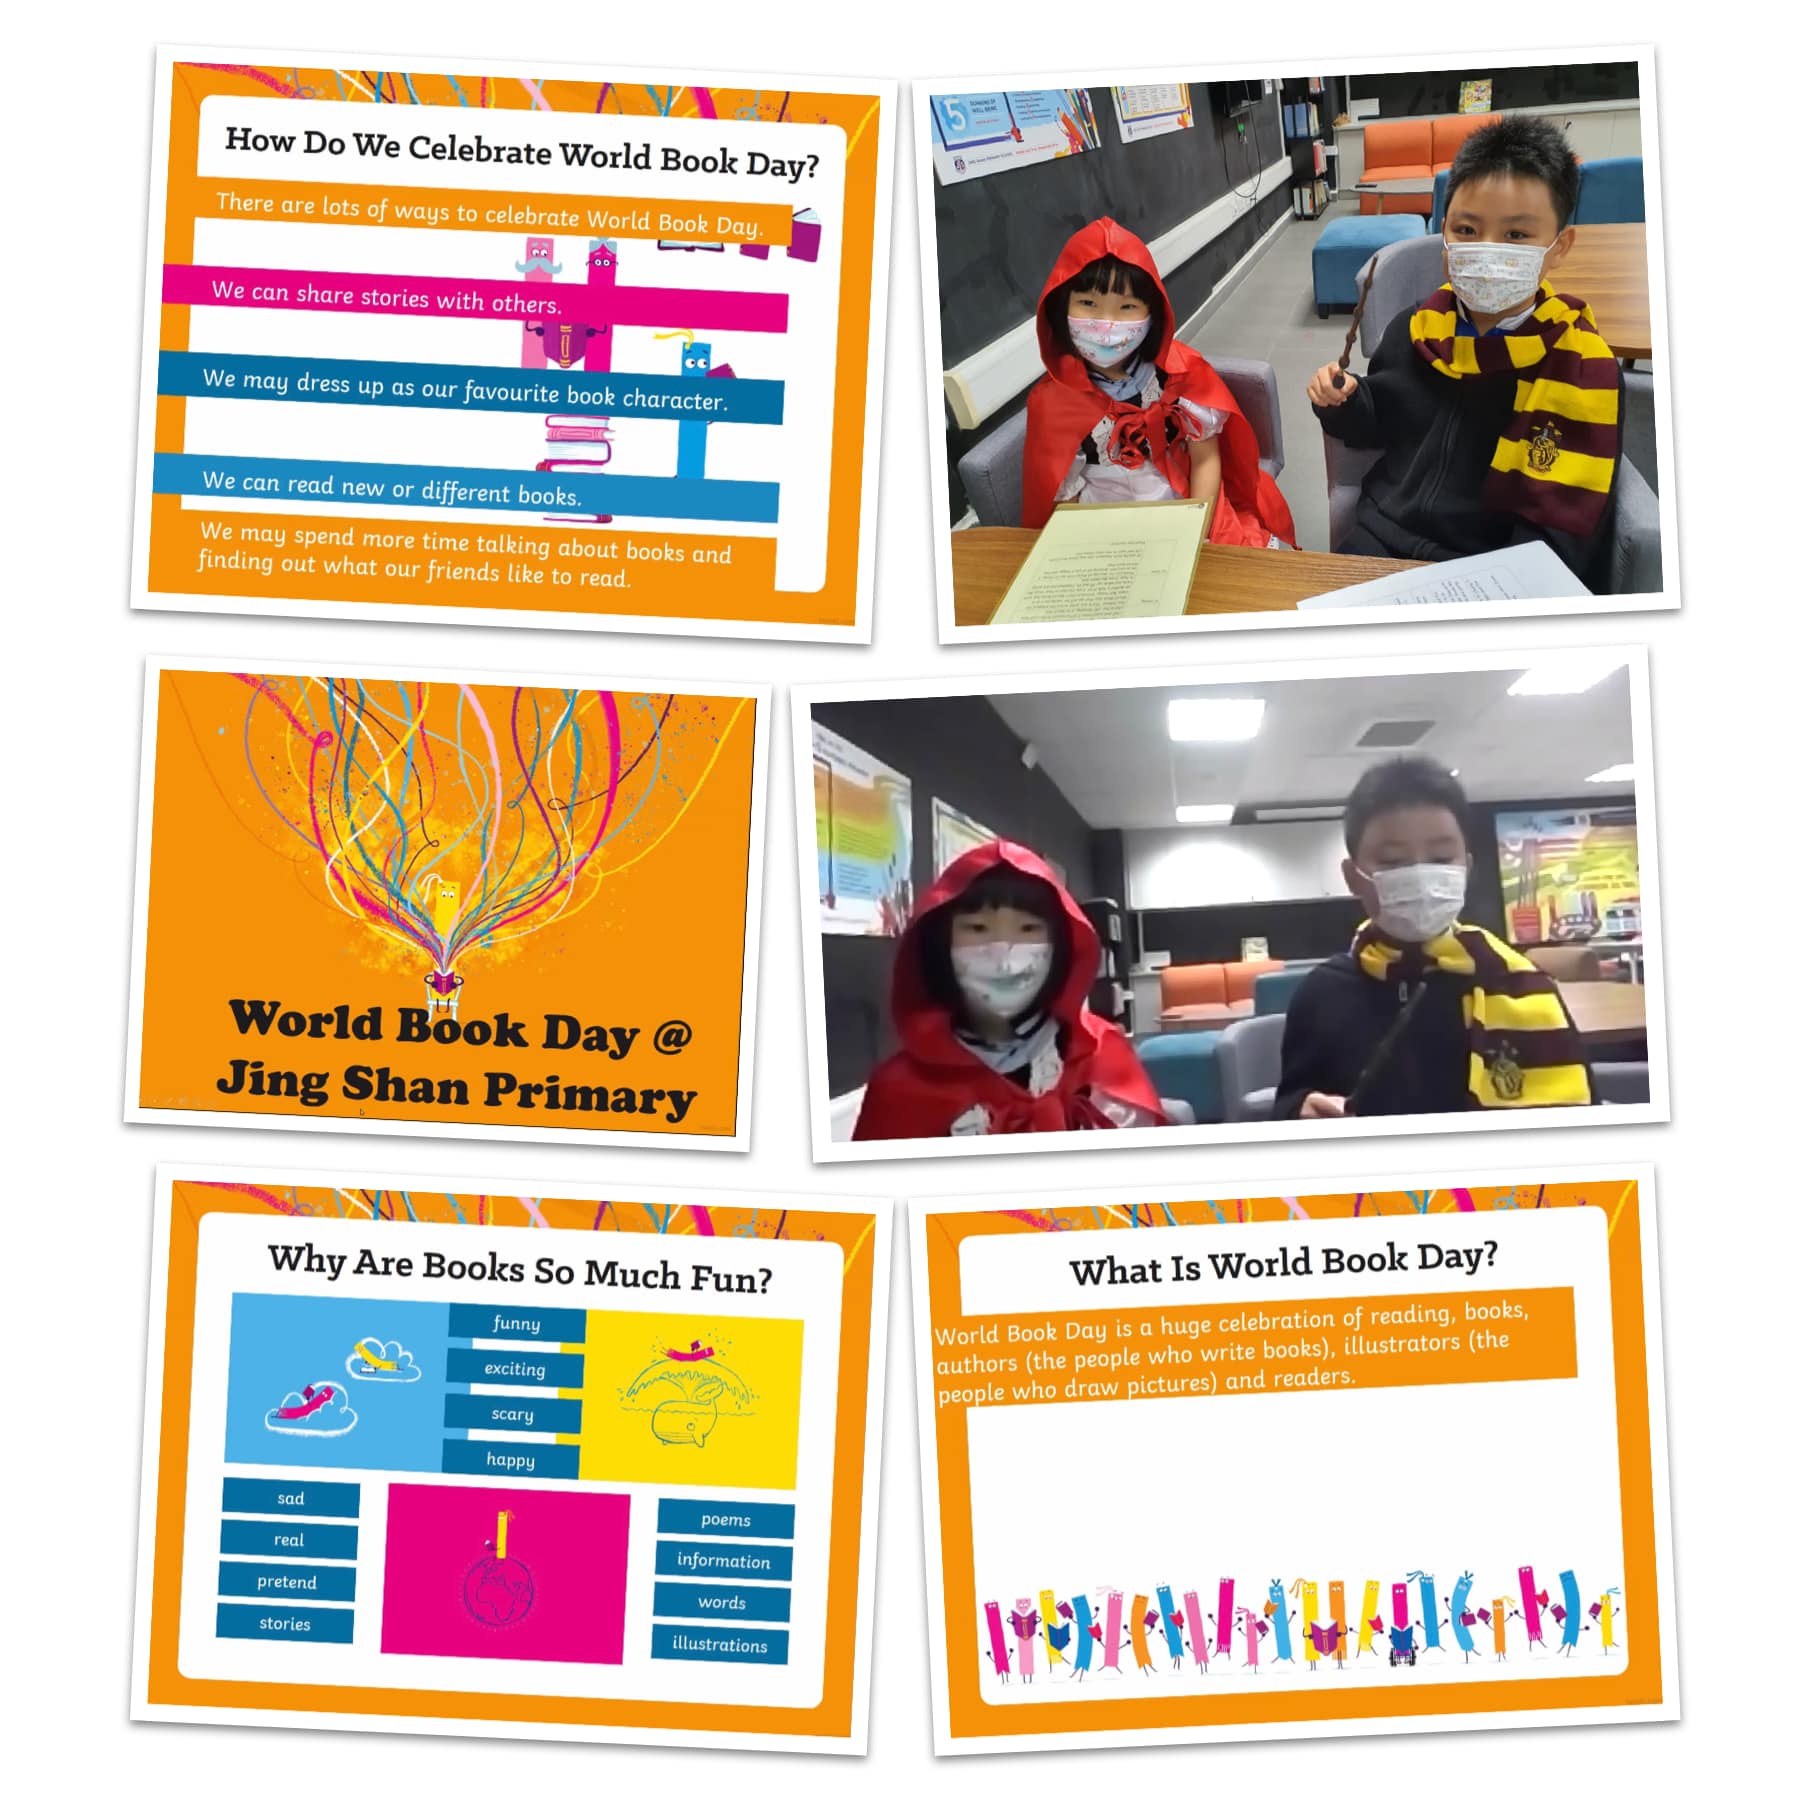 How Do We Celebrate World Book Day?
There are lots of ways to celebrate World Book Day.
We can share stories with others.
We may dress up as our favourite book character.
We can read new or different books.
We may spend more time talking about books and
finding out what our friends like to read.
5
DOMAINS OF
WELL BEING
World Book Day @
Jing Shan Primary
Why Are Books So Much Fun?
funny
exciting
scary
happy
sad
real
pretend
stories
poems
information
words
illustrations
What Is World Book Day?
World Book Day is a huge celebration of reading, books,
authors (the people who write books), illustrators (the
people who draw pictures) and readers.